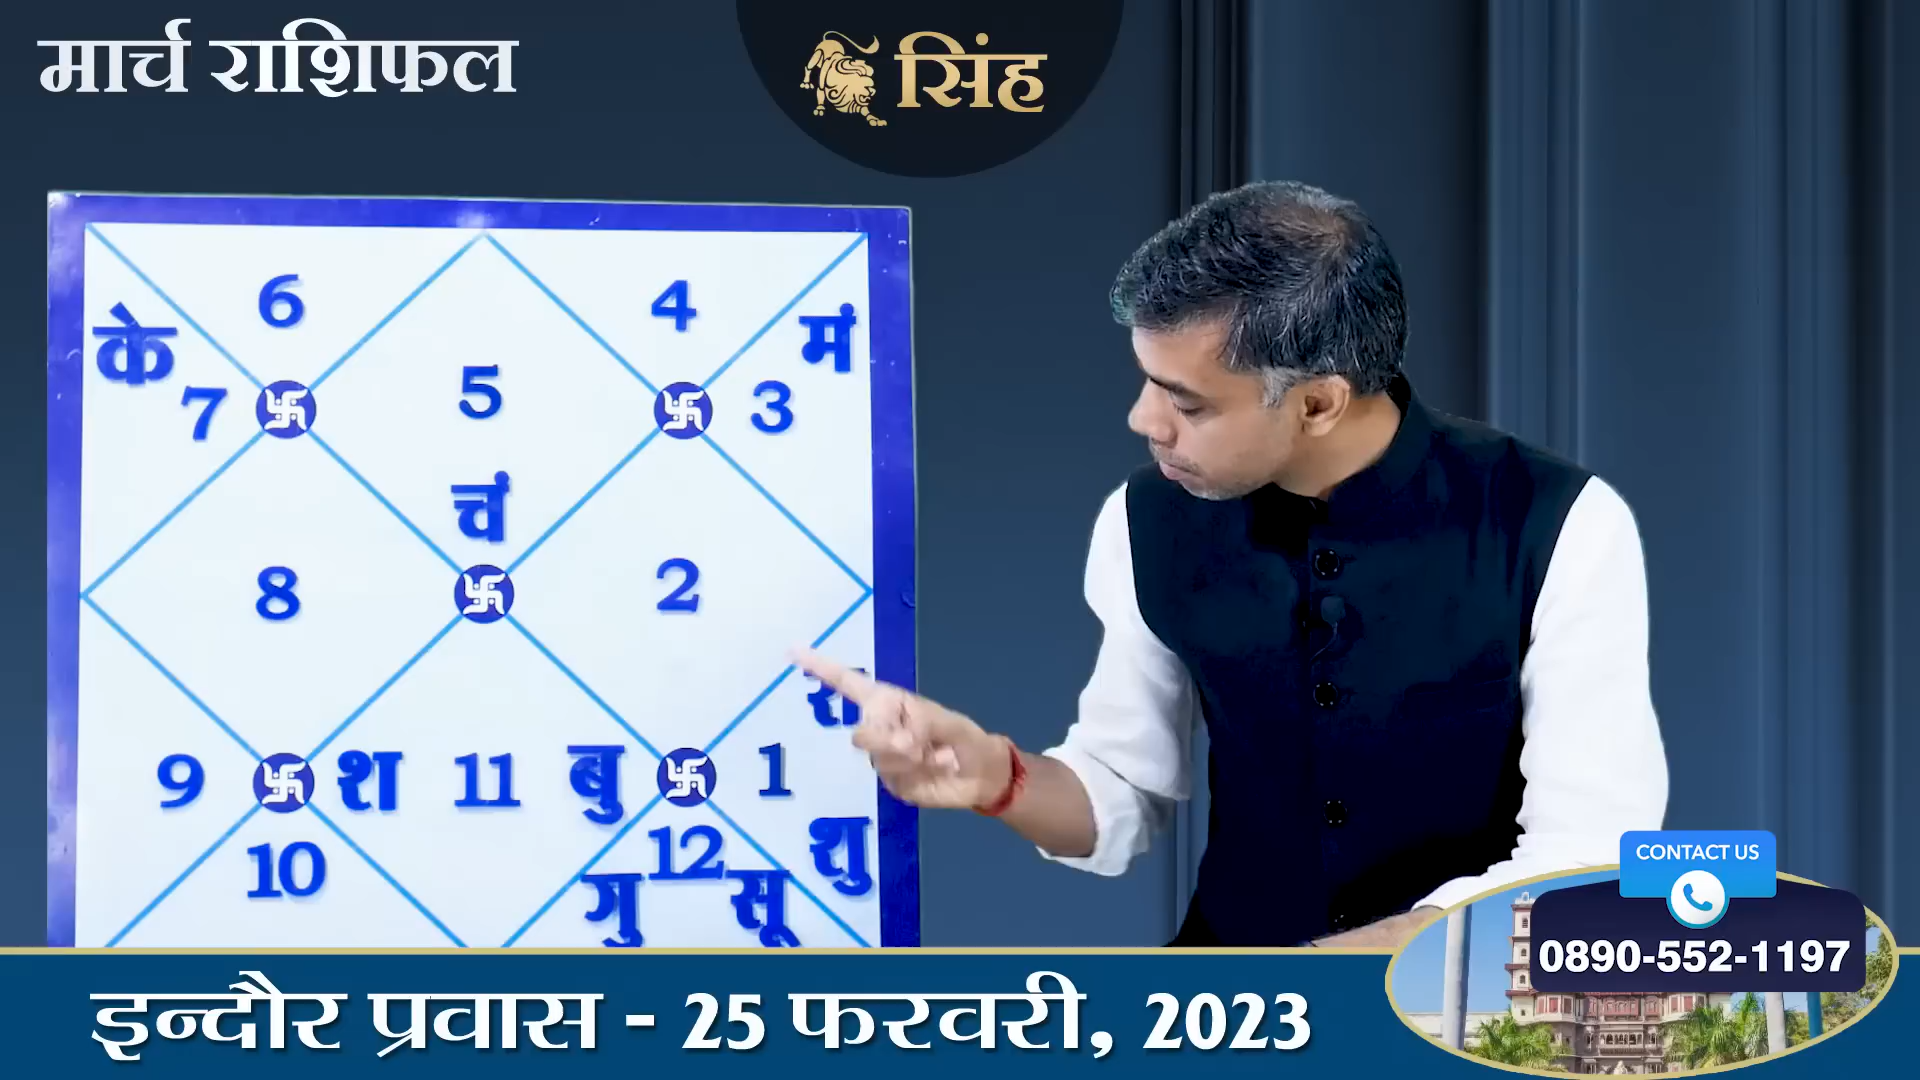 मार्च राशिफल
सिंह
6
4
के
मं
5
7
3
चं
8
2
रा
9
श
11
बु
1
10
12
शु
गु
सू
CONTACT US
0890-552-1197
इन्दौर प्रवास - 25 फरवरी, 2023